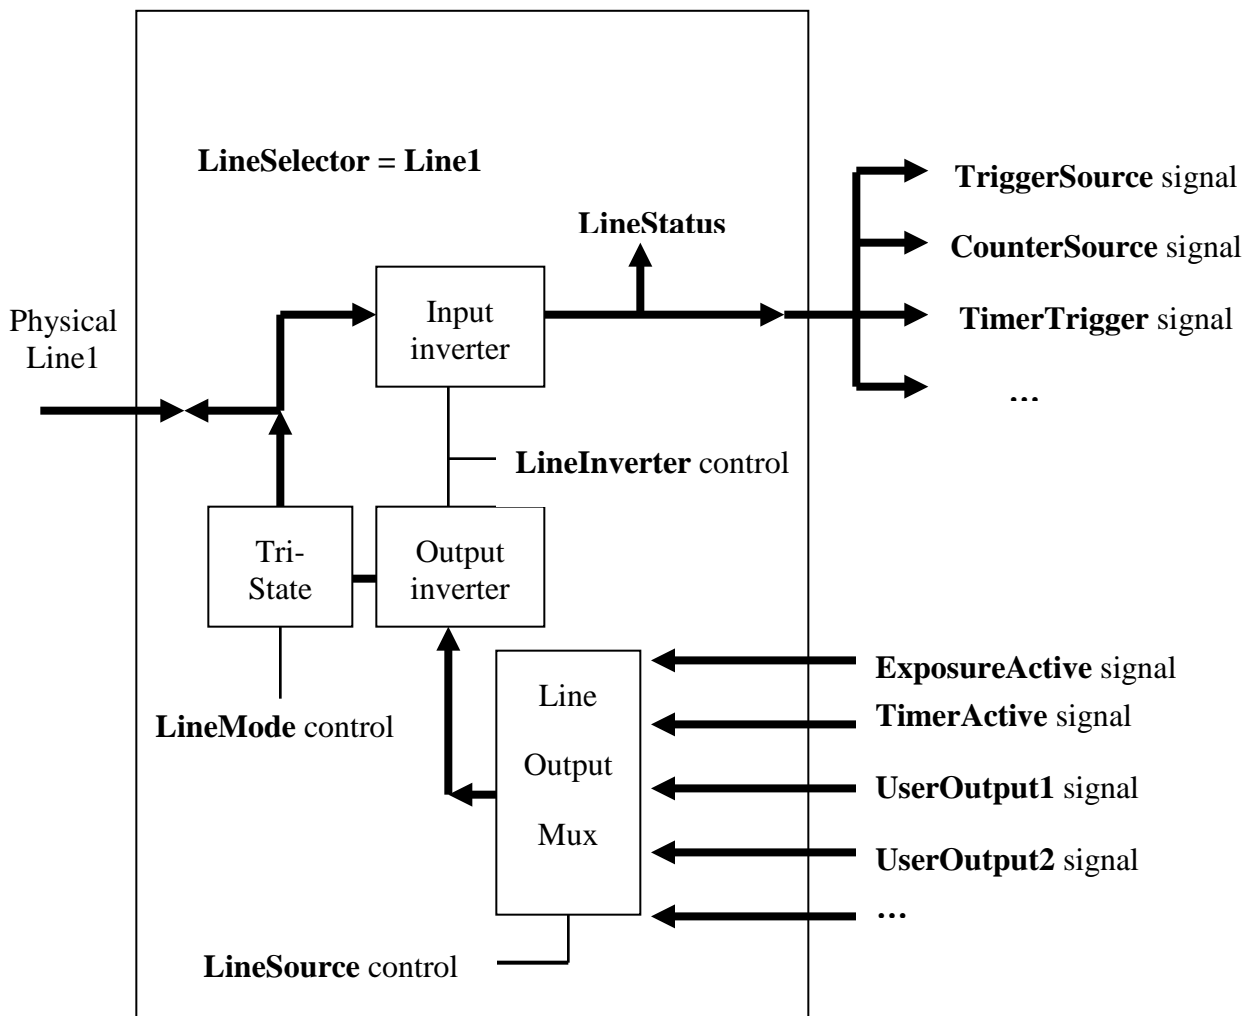 LineSelector = Line1
TriggerSource signal
LineStatus
CounterSource signal
Physical
Line1
Input
inverter
TimerTrigger signal
...
LineInverter control
Tri-
State
Output
inverter
LineMode control
Line
Output
Mux
ExposureActive signal
TimerActive signal
UserOutput1 signal
UserOutput2 signal
...
LineSource control